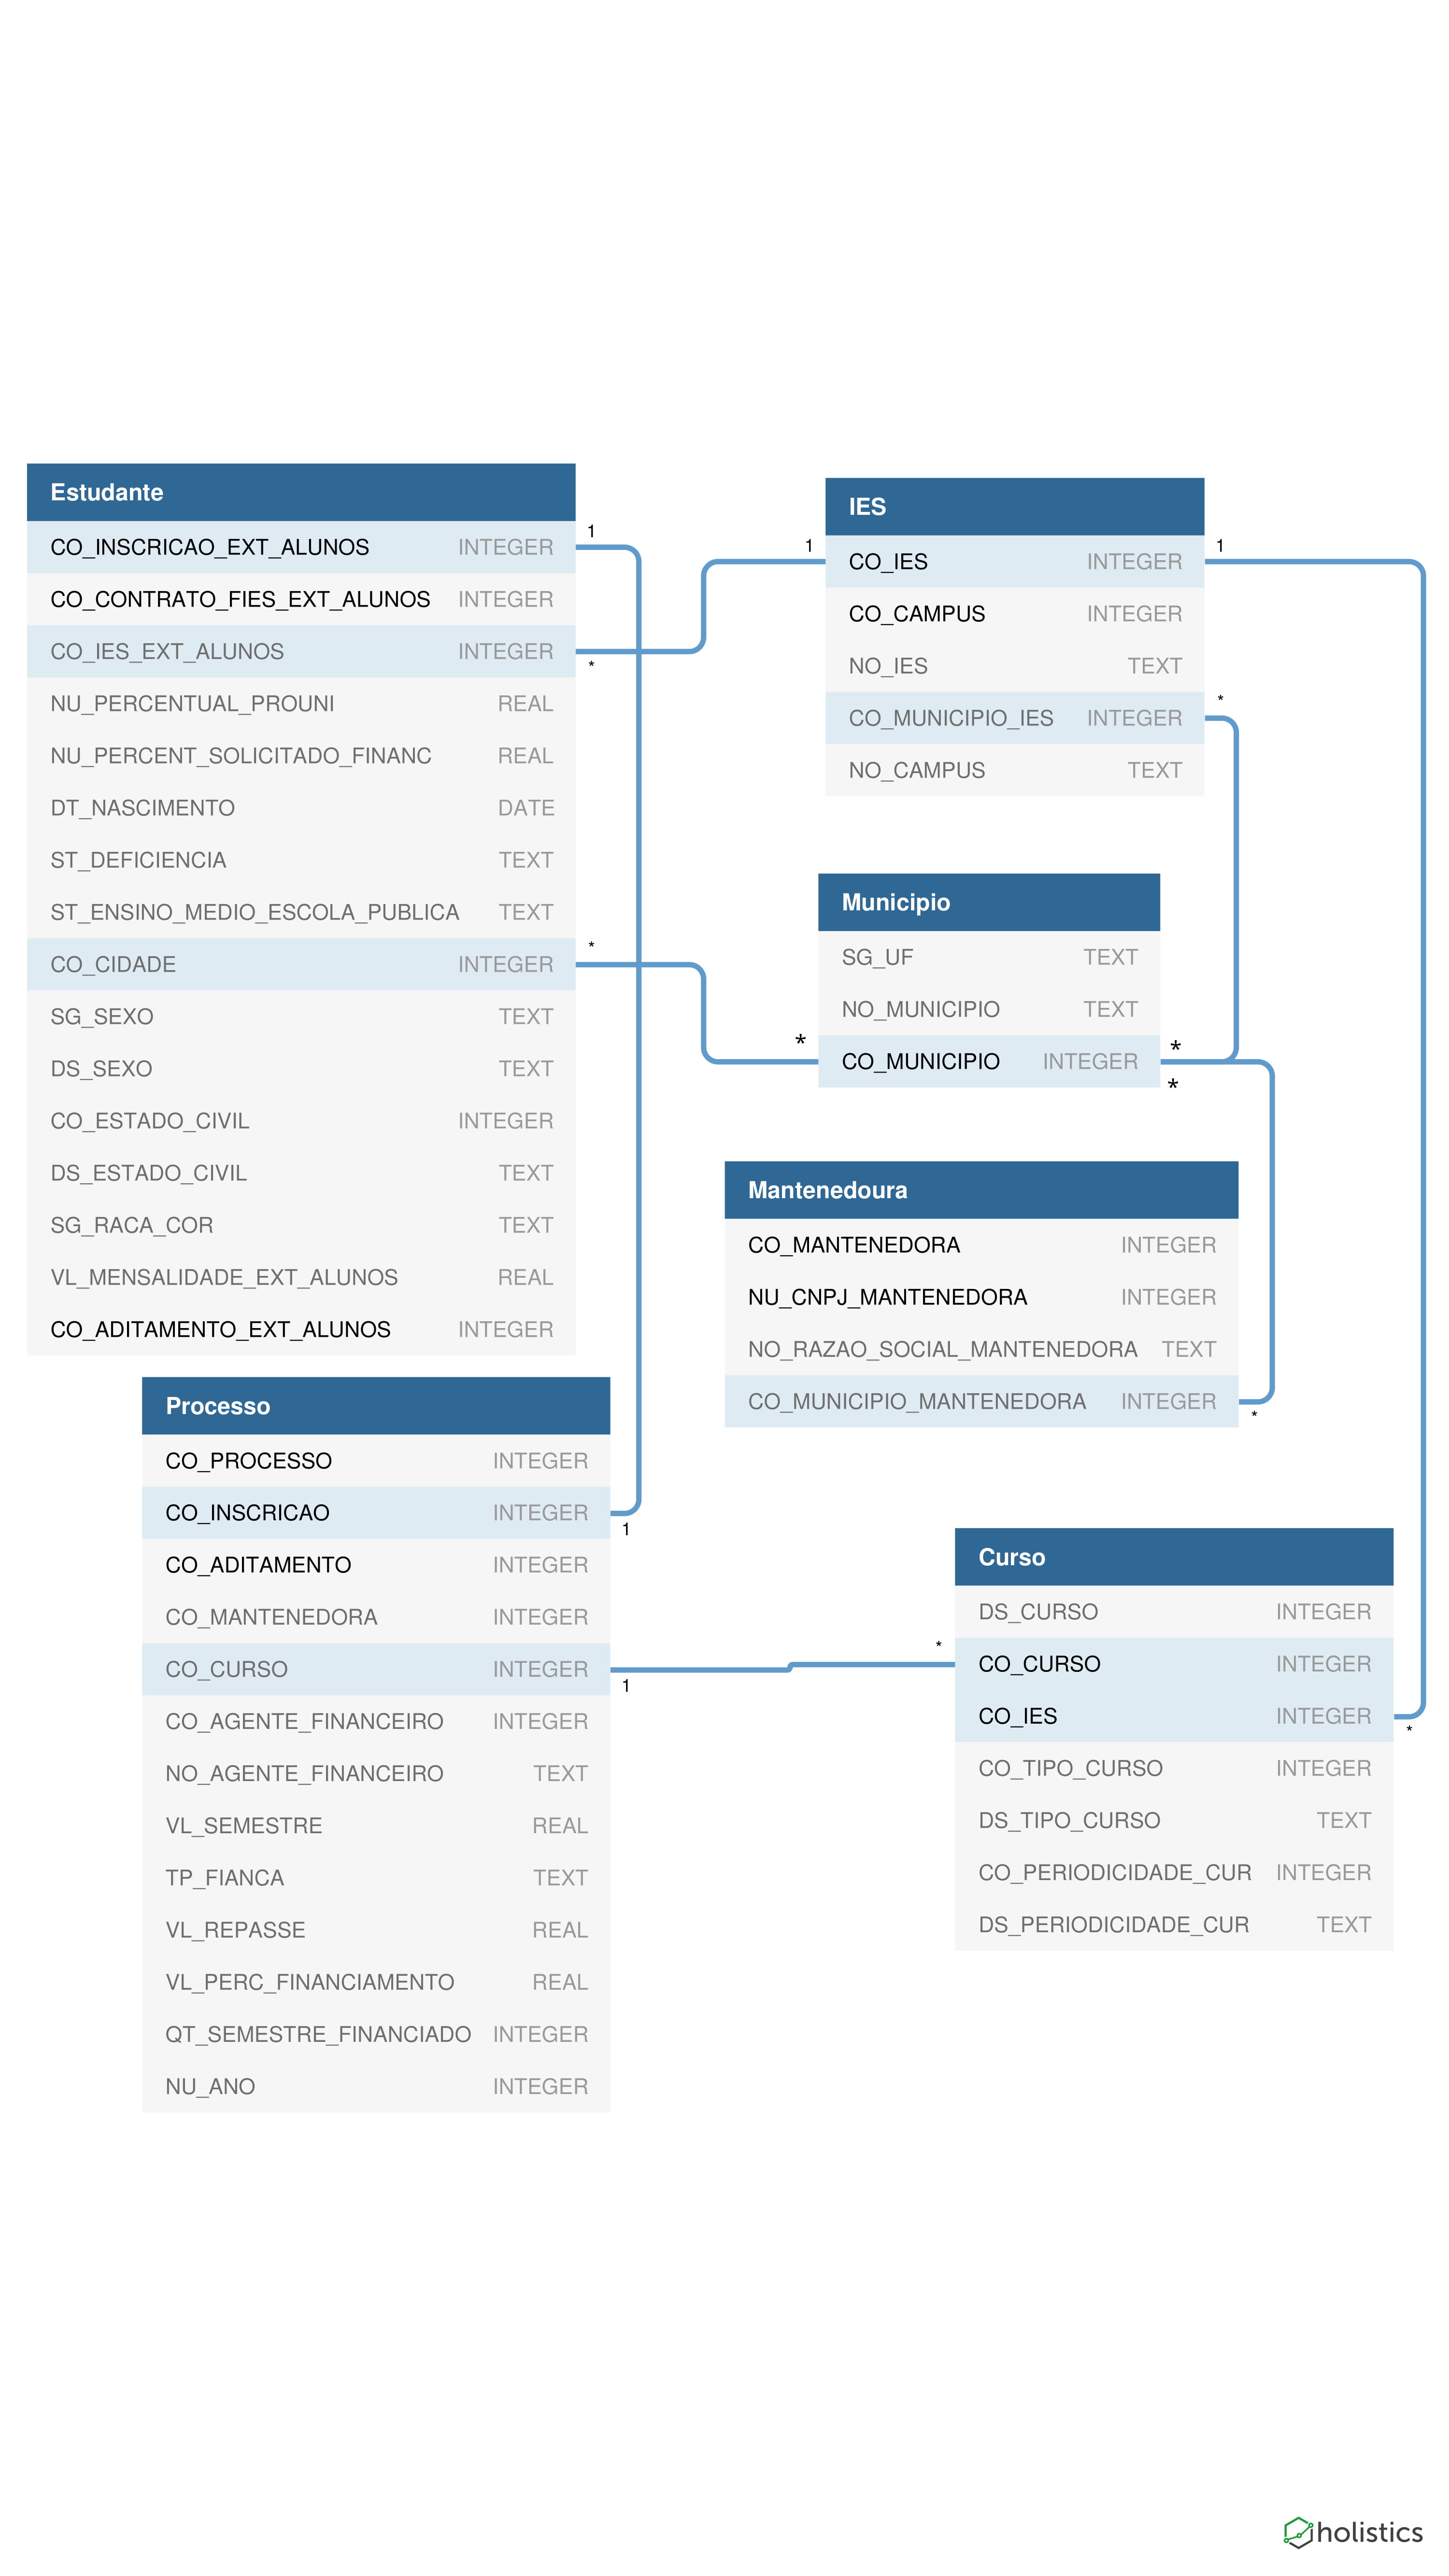 Estudante
CO_INSCRICAO_EXT_ALUNOS INTEGER
CO_CONTRATO_FIES_EXT_ALUNOS INTEGER
CO_IES_EXT_ALUNOS INTEGER
NU_PERCENTUAL_PROUNI REAL
NU_PERCENT_SOLICITADO_FINANC REAL
DT_NASCIMENTO DATE
ST_DEFICIENCIA TEXT
ST_ENSINO_MEDIO_ESCOLA_PUBLICA TEXT
CO_CIDADE INTEGER
SG_SEXO TEXT
DS_SEXO TEXT
CO_ESTADO_CIVIL INTEGER
DS_ESTADO_CIVIL TEXT
SG_RACA_COR TEXT
VL_MENSALIDADE_EXT_ALUNOS REAL
CO_ADITAMENTO_EXT_ALUNOS INTEGER
1
*
*
IES
CO_IES INTEGER
CO_CAMPUS INTEGER
NO_IES TEXT
CO_MUNICIPIO_IES INTEGER
NO_CAMPUS TEXT
1
1
*
Municipio
SG_UF TEXT
NO_MUNICIPIO TEXT
CO_MUNICIPIO INTEGER
*
*
*
Mantenedoura
CO_MANTENEDORA INTEGER
NU_CNPJ_MANTENEDORA INTEGER
NO_RAZAO_SOCIAL_MANTENEDORA TEXT
CO_MUNICIPIO_MANTENEDORA INTEGER
*
Processo
CO_PROCESSO INTEGER
CO_INSCRICAO INTEGER
CO_ADITAMENTO INTEGER
CO_MANTENEDORA INTEGER
CO_CURSO INTEGER
CO_AGENTE_FINANCEIRO INTEGER
NO_AGENTE_FINANCEIRO TEXT
VL_SEMESTRE REAL
TP_FIANCA TEXT
VL_REPASSE REAL
VL_PERC_FINANCIAMENTO REAL
QT_SEMESTRE_FINANCIADO INTEGER
NU_ANO INTEGER
1
1
Curso
DS_CURSO INTEGER
CO_CURSO INTEGER
CO_IES INTEGER
CO_TIPO_CURSO INTEGER
DS_TIPO_CURSO TEXT
CO_PERIODICIDADE_CUR INTEGER
DS_PERIODICIDADE_CUR TEXT
*
*
holistics